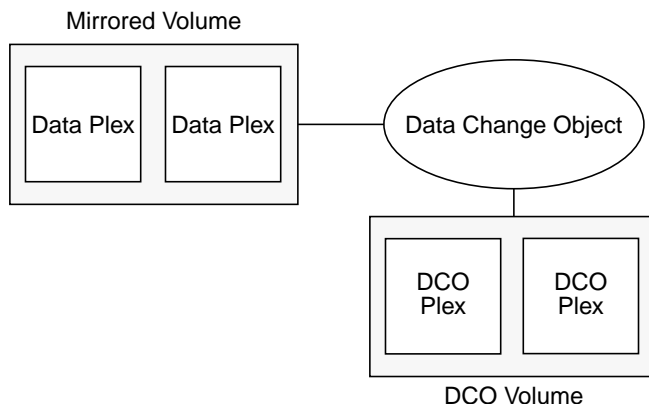 Mirrored Volume
Data Plex
Data Plex
Data Change Object
DCO
Plex
DCO
Plex
DCO Volume